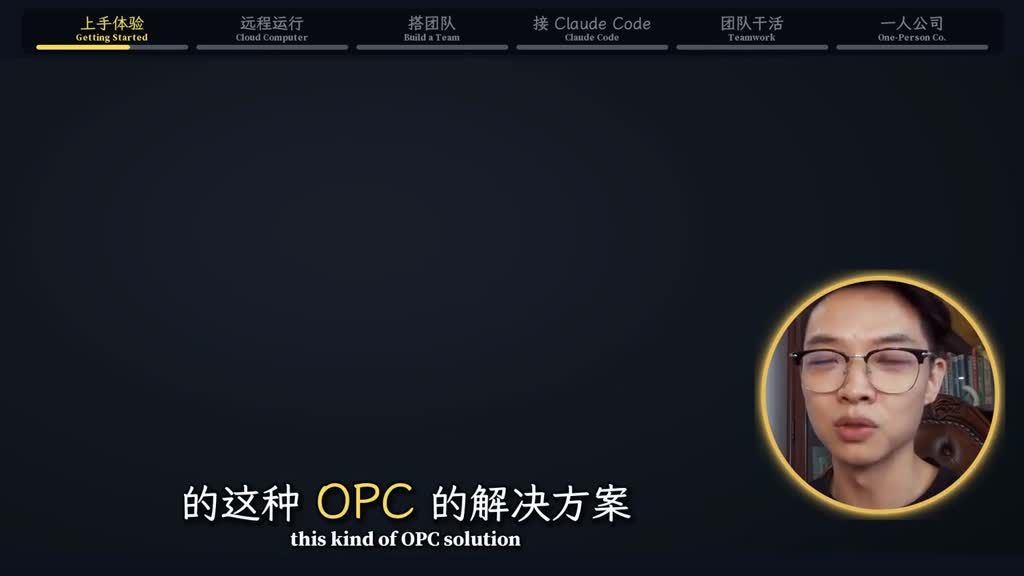 上手体验
Getting Started
远程运行
Cloud Computer
搭团队
Build a Team
接 Claude Code
Claude Code
团队干活
Teamwork
一人公司
One-Person Co.
的这种 OPC 的解决方案
this kind of OPC solution